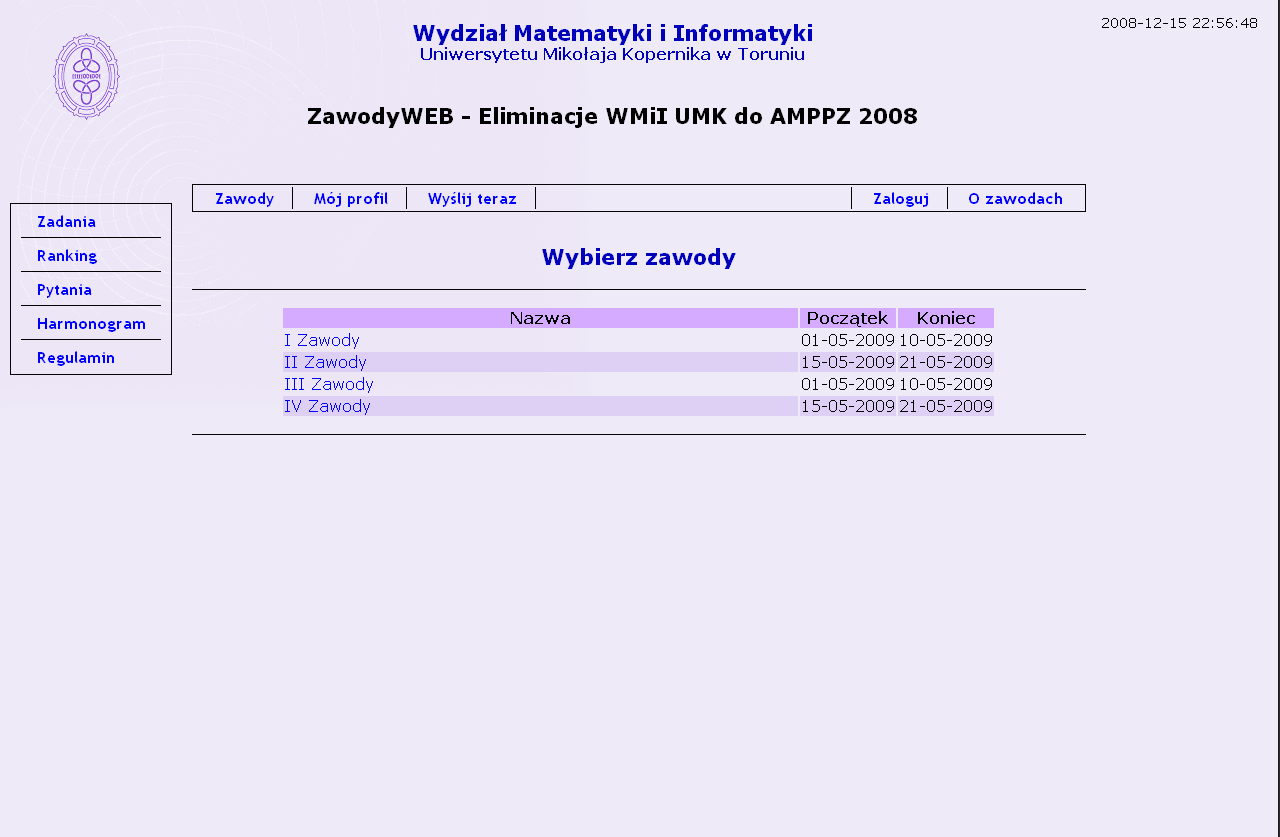 2008-12-15 22:56:48
Wydział Matematyki i Informatyki
Uniwersytetu Mikołaja Kopernika w Toruniu
ZawodyWEB - Eliminacje WMiI UMK do AMPPZ 2008
Zawody Mój profil Wyślij teraz Zaloguj O zawodach
Zadania
Ranking
Pytania
Harmonogram
Regulamin
Wybierz zawody
Nazwa Początek Koniec
I Zawody 01-05-2009 10-05-2009
II Zawody 15-05-2009 21-05-2009
III Zawody 01-05-2009 10-05-2009
IV Zawody 15-05-2009 21-05-2009